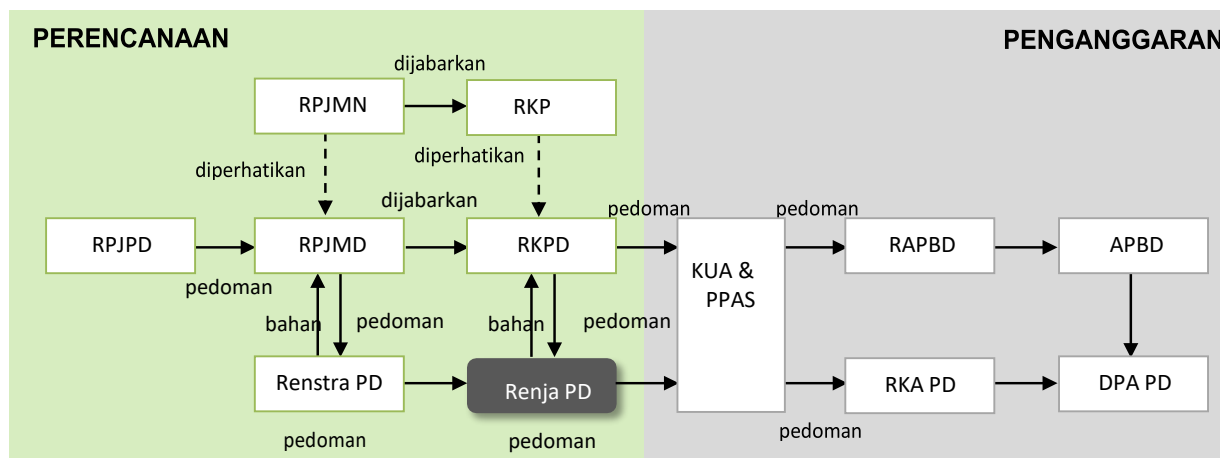 PERENCANAAN
PENGANGGARAN
dijabarkan
RPJMN
RKP
diperhatikan
diperhatikan
dijabarkan
pedoman
pedoman
RPJPD
RPJMD
RKPD
KUA &
PPAS
RAPBD
APBD
pedoman
bahan
pedoman
bahan
pedoman
Renstra PD
Renja PD
RKA PD
DPA PD
pedoman
pedoman
pedoman